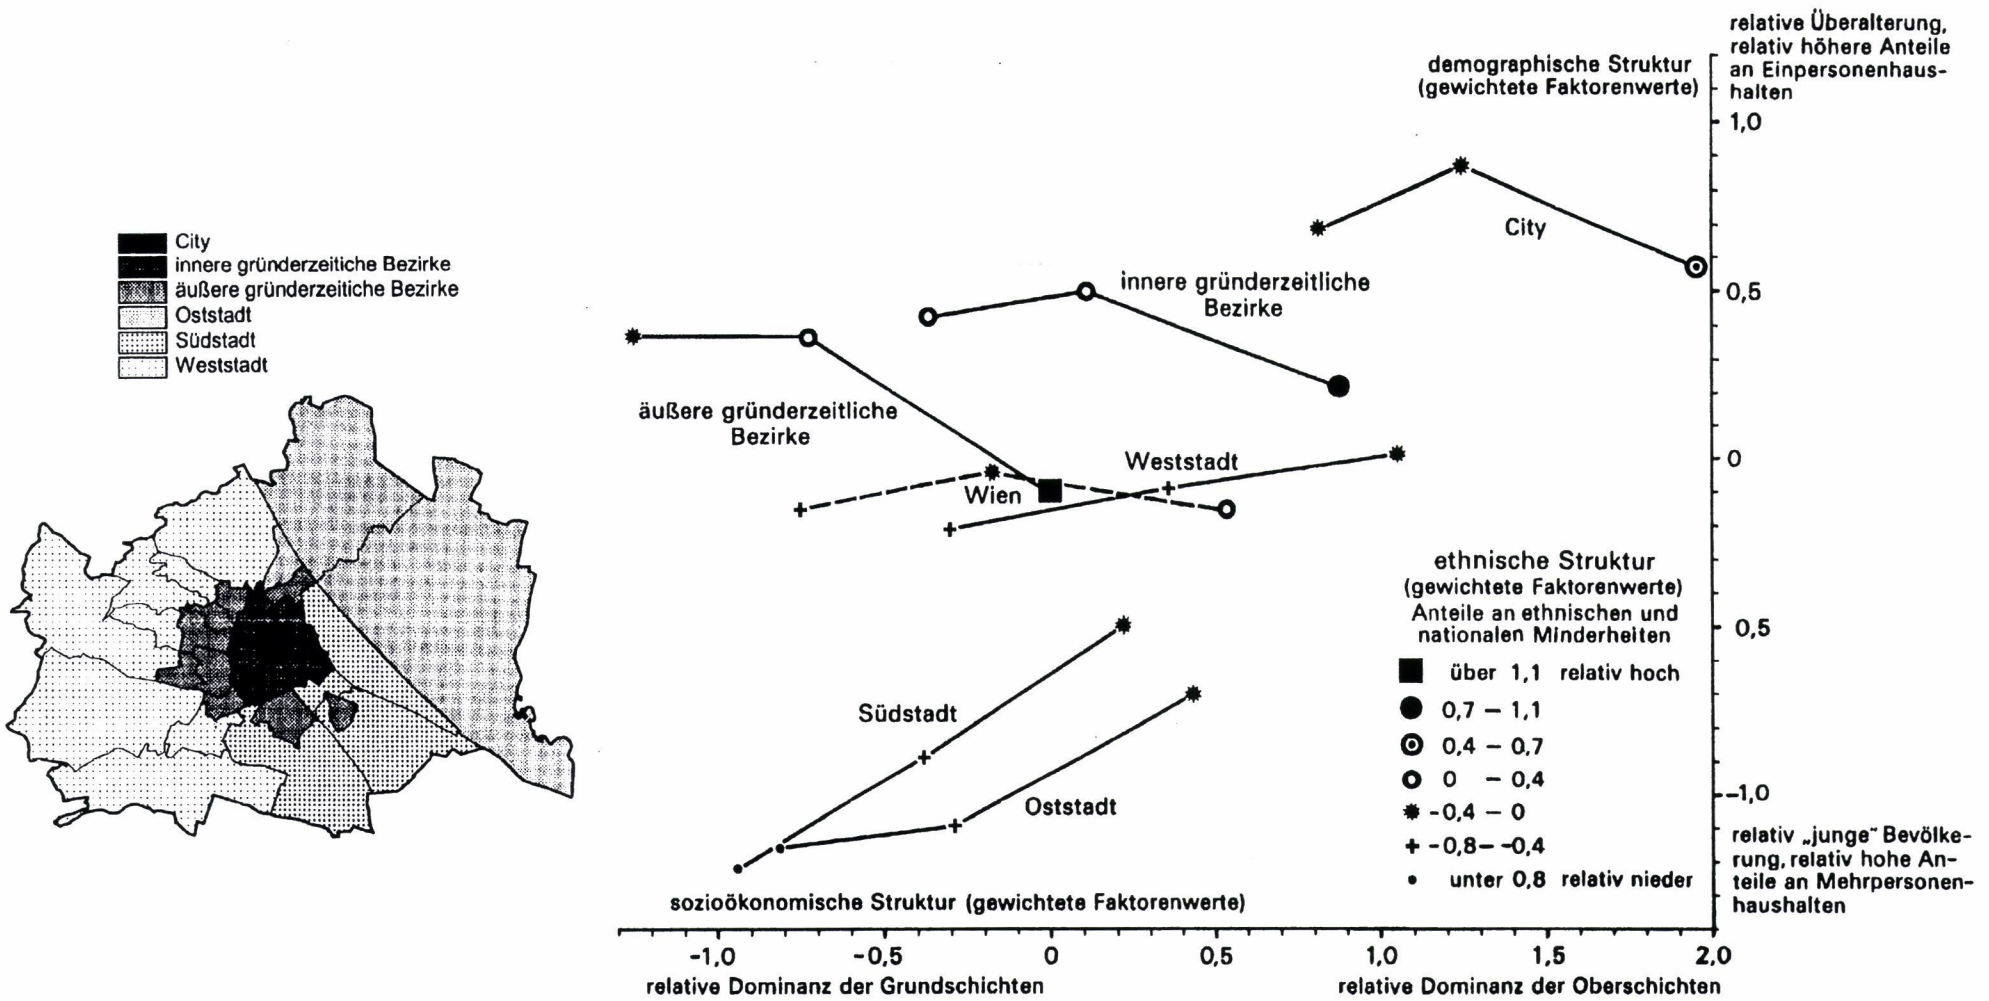 City
innere gründerzeitiche Bezirke
äußere gründerzeitiche Bezirke
Oststadt
Südstadt
Weststadt
relative Überalterung,
relativ höhere Anteile
an Einpersonenhaus-
halten
demographische Struktur
(gewichtete Faktorenwerte)
1,0
0,5
0
0,5
-1,0
City
innere gründerzeitliche
Bezirke
äußere gründerzeitliche
Bezirke
Weststadt
Wien
Südstadt
Oststadt
ethnische Struktur
(gewichtete Faktorenwerte)
Anteile an ethnischen und
nationalen Minderheiten
über 1,1 relativ hoch
0,7 – 1,1
0,4 – 0,7
0 – 0,4
-0,4 – 0
-0,8– -0,4
unter 0,8 relativ nieder
relativ „junge" Bevölke-
rung, relativ hohe An-
teile an Mehrpersonen-
haushalten
sozioökonomische Struktur (gewichtete Faktorenwerte)
-1,0 -0,5 0 0,5 1,0 1,5 2,0
relative Dominanz der Grundschichten
relative Dominanz der Oberschichten